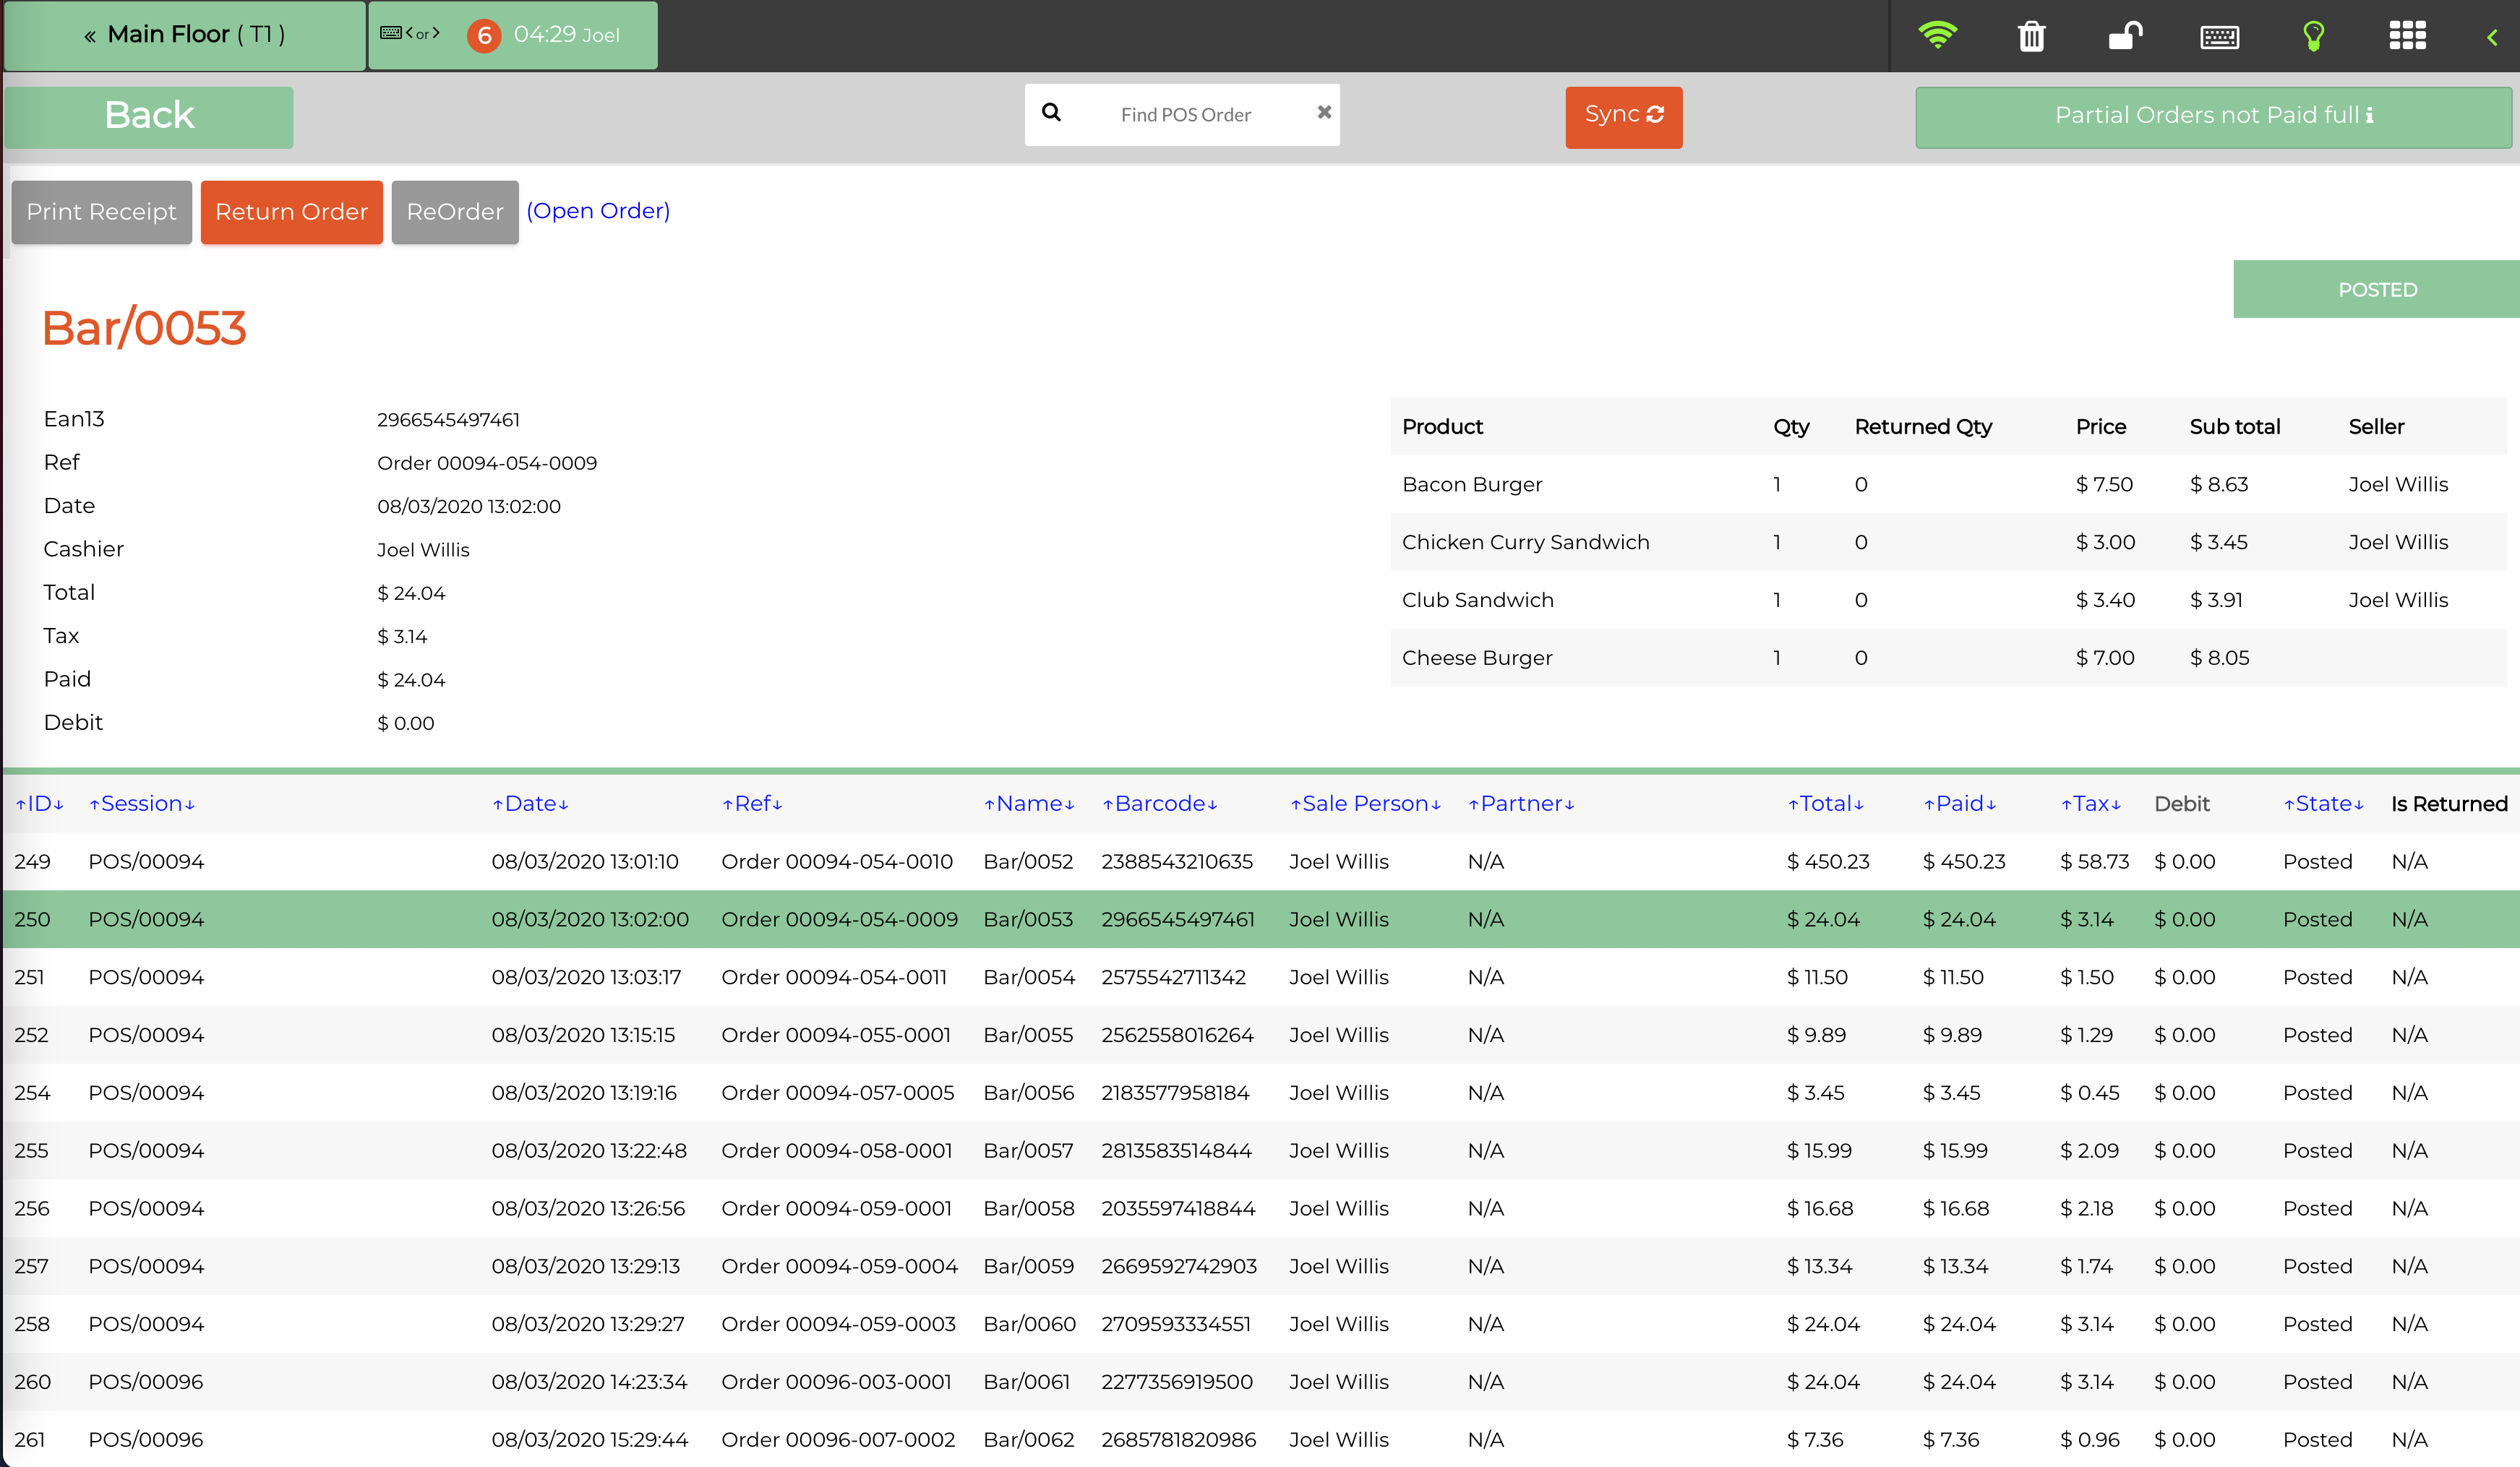 « Main Floor ( T1 ) <or> 6 04:29 Joel
Back Find POS Order Sync Partial Orders not Paid full
Print Receipt Return Order ReOrder (Open Order)
POSTED
Bar/0053
Ean13 2966545497461
Ref Order 00094-054-0009
Date 08/03/2020 13:02:00
Cashier Joel Willis
Total $ 24.04
Tax $ 3.14
Paid $ 24.04
Debit $ 0.00
Product Qty Returned Qty Price Sub total Seller
Bacon Burger 1 0 $ 7.50 $ 8.63 Joel Willis
Chicken Curry Sandwich 1 0 $ 3.00 $ 3.45 Joel Willis
Club Sandwich 1 0 $ 3.40 $ 3.91 Joel Willis
Cheese Burger 1 0 $ 7.00 $ 8.05
↑ID↓ ↑Session↓ ↑Date↓ ↑Ref↓ ↑Name↓ ↑Barcode↓ ↑Sale Person↓ ↑Partner↓ ↑Total↓ ↑Paid↓ ↑Tax↓ Debit ↑State↓ Is Returned
249 POS/00094 08/03/2020 13:01:10 Order 00094-054-0010 Bar/0052 2388543210635 Joel Willis N/A $ 450.23 $ 450.23 $ 58.73 $ 0.00 Posted N/A
250 POS/00094 08/03/2020 13:02:00 Order 00094-054-0009 Bar/0053 2966545497461 Joel Willis N/A $ 24.04 $ 24.04 $ 3.14 $ 0.00 Posted N/A
251 POS/00094 08/03/2020 13:03:17 Order 00094-054-0011 Bar/0054 2575542711342 Joel Willis N/A $ 11.50 $ 11.50 $ 1.50 $ 0.00 Posted N/A
252 POS/00094 08/03/2020 13:15:15 Order 00094-055-0001 Bar/0055 2562558016264 Joel Willis N/A $ 9.89 $ 9.89 $ 1.29 $ 0.00 Posted N/A
254 POS/00094 08/03/2020 13:19:16 Order 00094-057-0005 Bar/0056 2183577958184 Joel Willis N/A $ 3.45 $ 3.45 $ 0.45 $ 0.00 Posted N/A
255 POS/00094 08/03/2020 13:22:48 Order 00094-058-0001 Bar/0057 2813583514844 Joel Willis N/A $ 15.99 $ 15.99 $ 2.09 $ 0.00 Posted N/A
256 POS/00094 08/03/2020 13:26:56 Order 00094-059-0001 Bar/0058 2035597418844 Joel Willis N/A $ 16.68 $ 16.68 $ 2.18 $ 0.00 Posted N/A
257 POS/00094 08/03/2020 13:29:13 Order 00094-059-0004 Bar/0059 2669592742903 Joel Willis N/A $ 13.34 $ 13.34 $ 1.74 $ 0.00 Posted N/A
258 POS/00094 08/03/2020 13:29:27 Order 00094-059-0003 Bar/0060 2709593334551 Joel Willis N/A $ 24.04 $ 24.04 $ 3.14 $ 0.00 Posted N/A
260 POS/00096 08/03/2020 14:23:34 Order 00096-003-0001 Bar/0061 2277356919500 Joel Willis N/A $ 24.04 $ 24.04 $ 3.14 $ 0.00 Posted N/A
261 POS/00096 08/03/2020 15:29:44 Order 00096-007-0002 Bar/0062 2685781820986 Joel Willis N/A $ 7.36 $ 7.36 $ 0.96 $ 0.00 Posted N/A